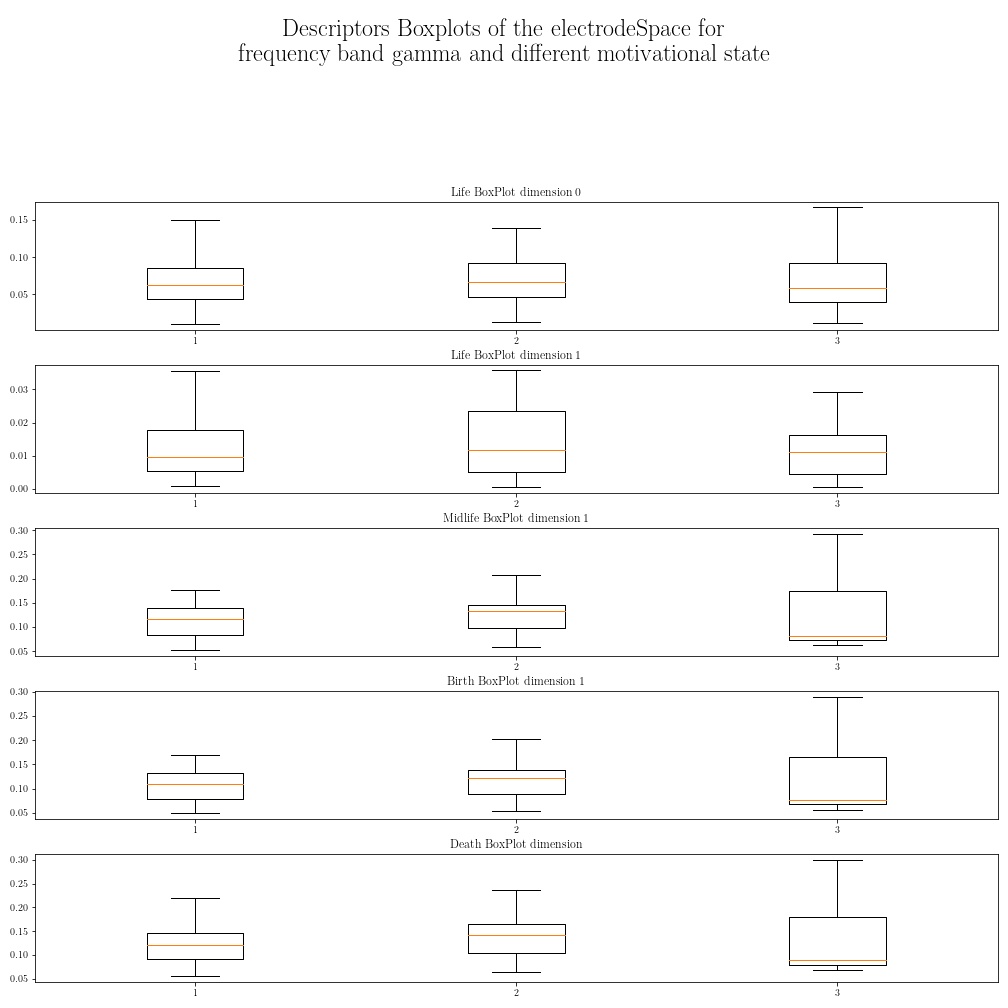 Descriptors Boxplots of the electrodeSpace for
frequency band gamma and different motivational state
Life BoxPlot dimension 0
0.15
0.10
0.05
1 2 3
Life BoxPlot dimension 1
0.03
0.02
0.01
0.00
1 2 3
Midlife BoxPlot dimension 1
0.30
0.25
0.20
0.15
0.10
0.05
1 2 3
Birth BoxPlot dimension 1
0.30
0.25
0.20
0.15
0.10
0.05
1 2 3
Death BoxPlot dimension
0.30
0.25
0.20
0.15
0.10
0.05
1 2 3